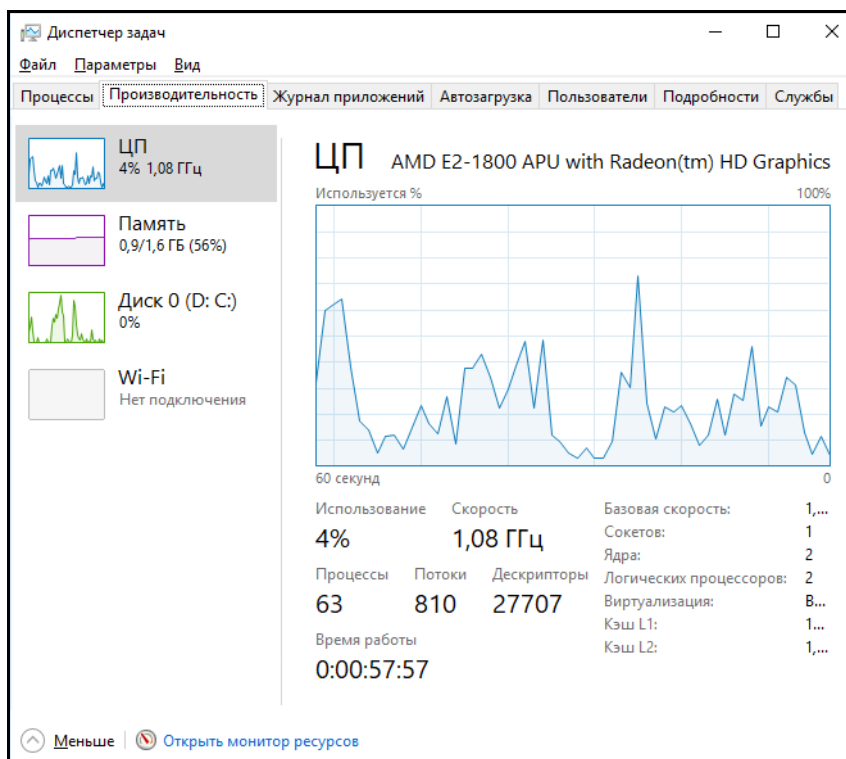 Диспетчер задач
Файл Параметры Вид
Процессы Производительность Журнал приложений Автозагрузка Пользователи Подробности Службы
ЦП
4% 1,08 ГГц
Память
0,9/1,6 ГБ (56%)
Диск 0 (D: C:)
0%
Wi-Fi
Нет подключения
ЦП AMD E2-1800 APU with Radeon(tm) HD Graphics
Используется % 100%
60 секунд 0
Использование Скорость
4% 1,08 ГГц
Процессы Потоки Дескрипторы
63 810 27707
Время работы
0:00:57:57
Базовая скорость: 1,...
Сокетов: 1
Ядра: 2
Логических процессоров: 2
Виртуализация: В...
Кэш L1: 1...
Кэш L2: 1,...
Меньше Открыть монитор ресурсов